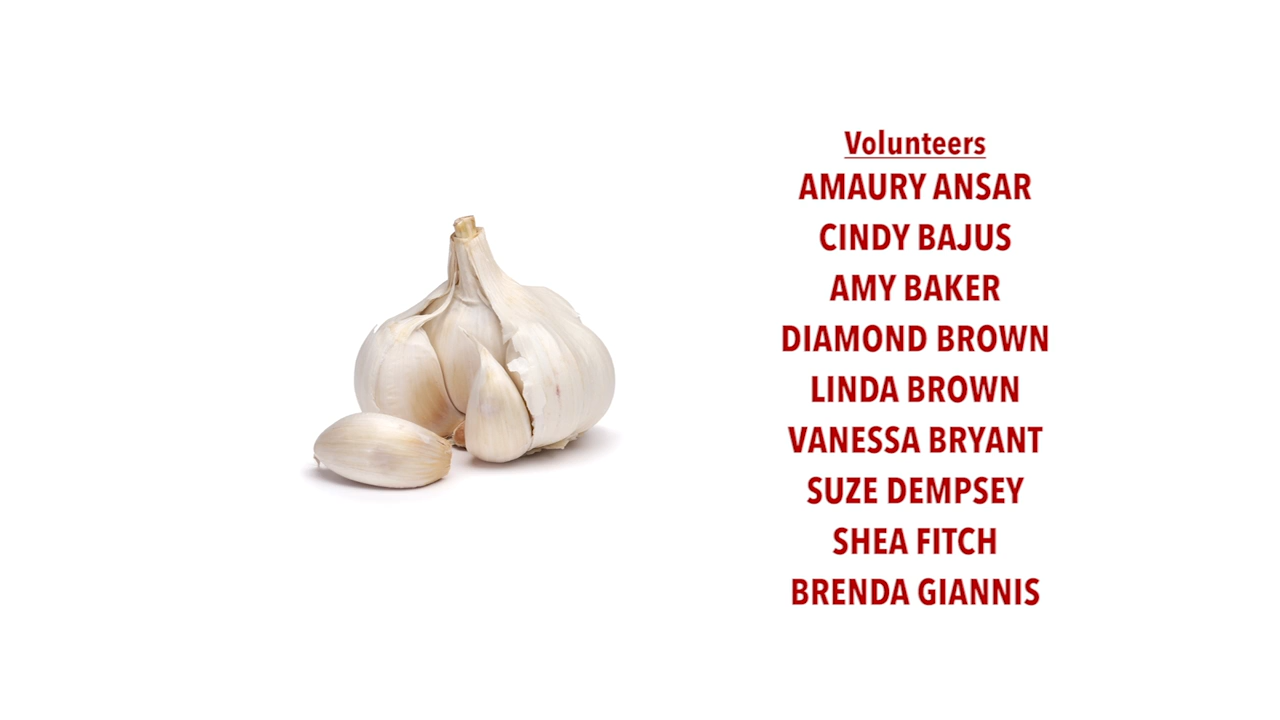 Volunteers
AMAURY ANSAR
CINDY BAJUS
AMY BAKER
DIAMOND BROWN
LINDA BROWN
VANESSA BRYANT
SUZE DEMPSEY
SHEA FITCH
BRENDA GIANNIS